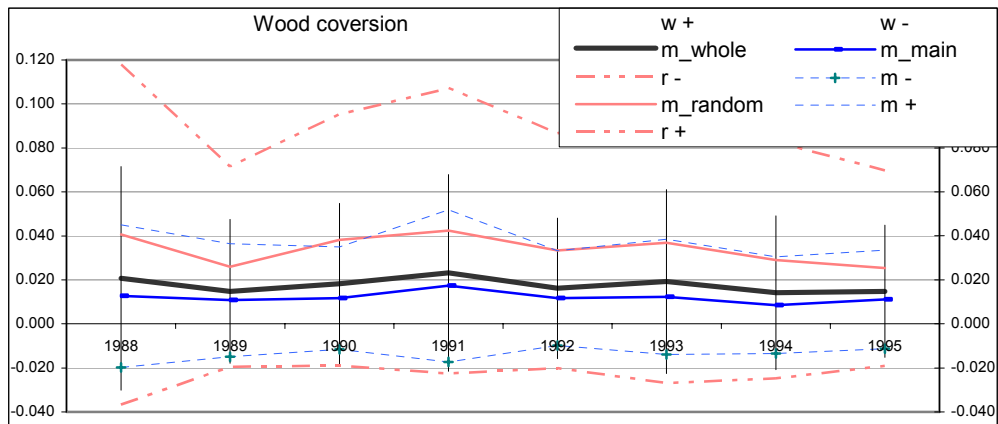 Wood coversion
w + w -
m_whole m_main
r - m -
m_random m +
r +
0.120
0.100
0.080 0.080
0.060 0.060
0.040 0.040
0.020 0.020
0.000 0.000
1988 1989 1990 1991 1992 1993 1994 1995
-0.020 -0.020
-0.040 -0.040